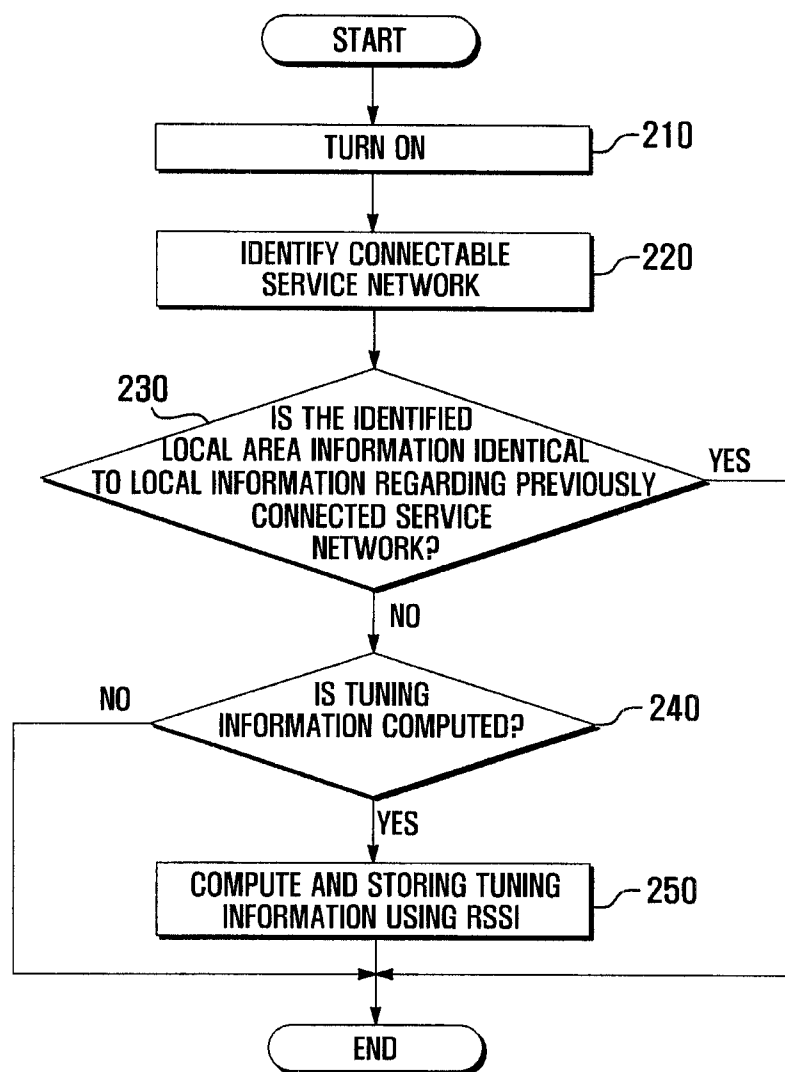 START
TURN ON
210
IDENTIFY CONNECTABLE
SERVICE NETWORK
220
230
IS THE IDENTIFIED
LOCAL AREA INFORMATION IDENTICAL
TO LOCAL INFORMATION REGARDING PREVIOUSLY
CONNECTED SERVICE
NETWORK?
YES
NO
NO
IS TUNING
INFORMATION COMPUTED?
240
YES
COMPUTE AND STORING TUNING
INFORMATION USING RSSI
250
END